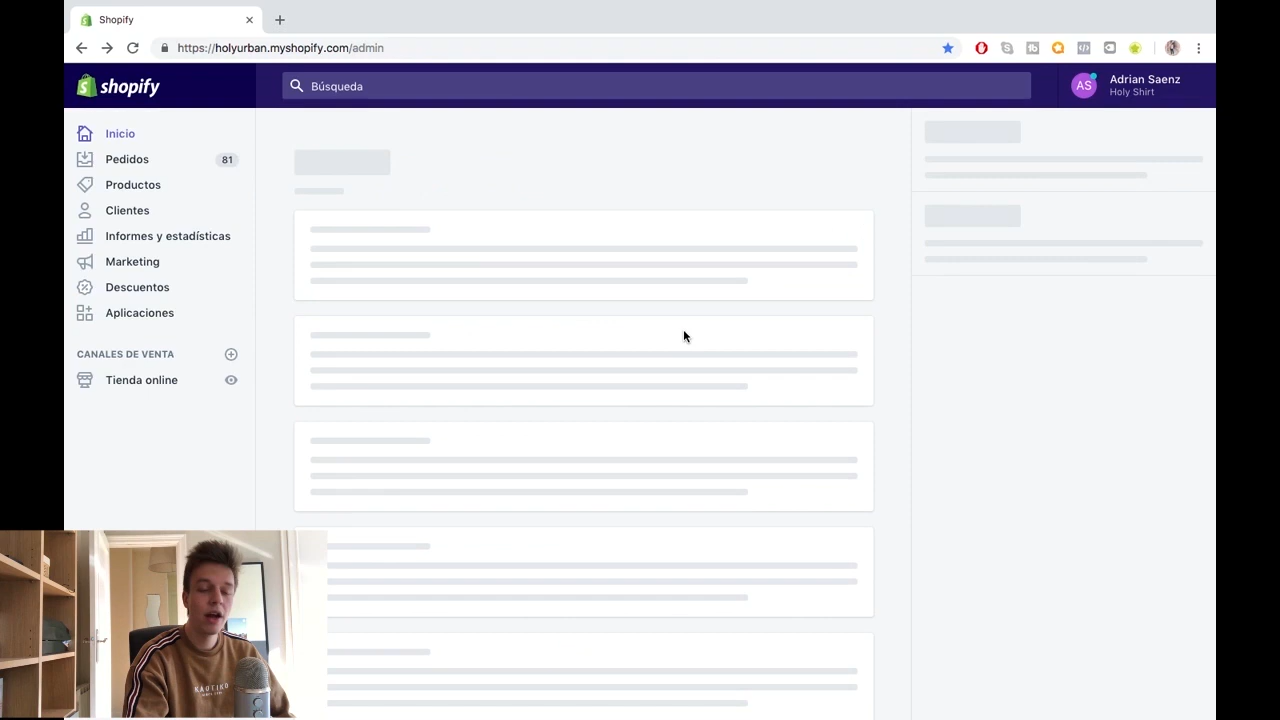 Shopify
https://holyurban.myshopify.com/admin
shopify
Búsqueda
AS
Adrian Saenz
Holy Shirt
Inicio
Pedidos 81
Productos
Clientes
Informes y estadísticas
Marketing
Descuentos
Aplicaciones
CANALES DE VENTA
Tienda online
KAOTIKO